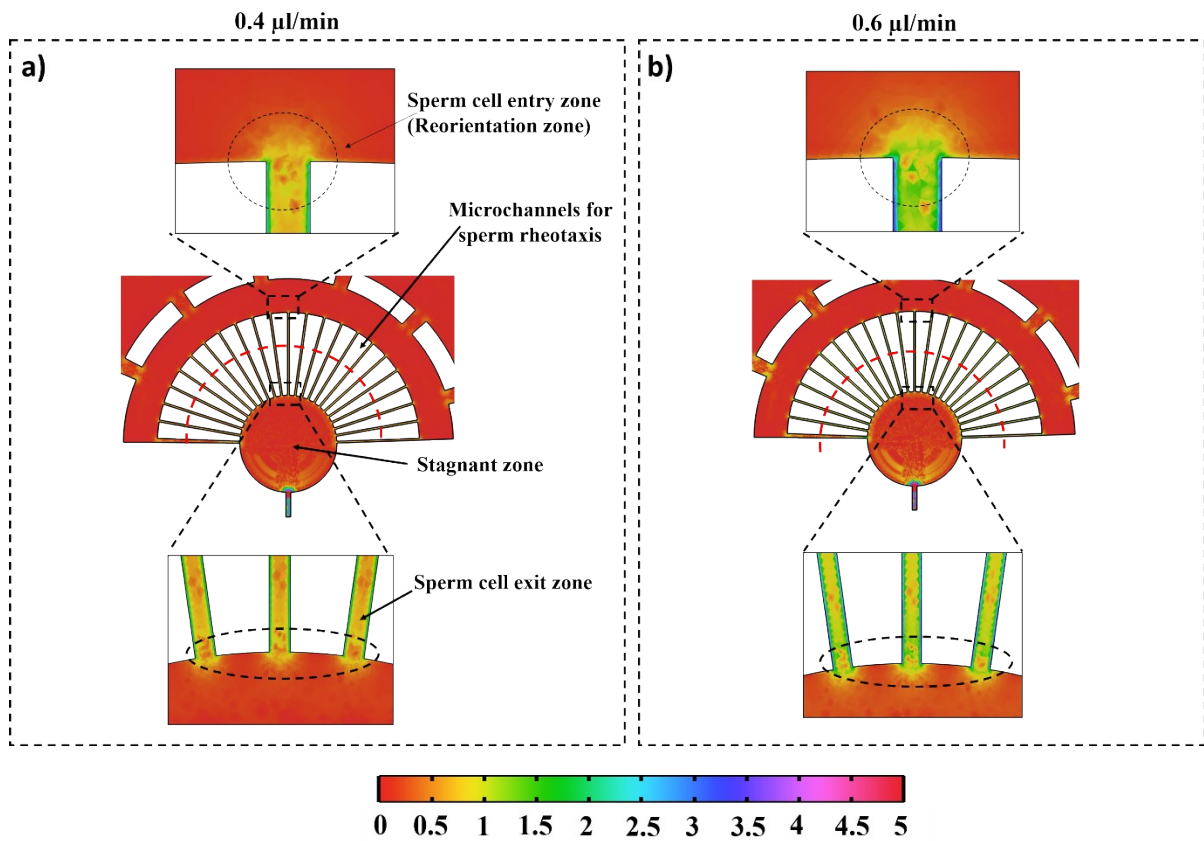 0.4 µl/min
0.6 µl/min
a)
b)
Sperm cell entry zone
(Reorientation zone)
Microchannels for
sperm rheotaxis
Stagnant zone
Sperm cell exit zone
0 0.5 1 1.5 2 2.5 3 3.5 4 4.5 5